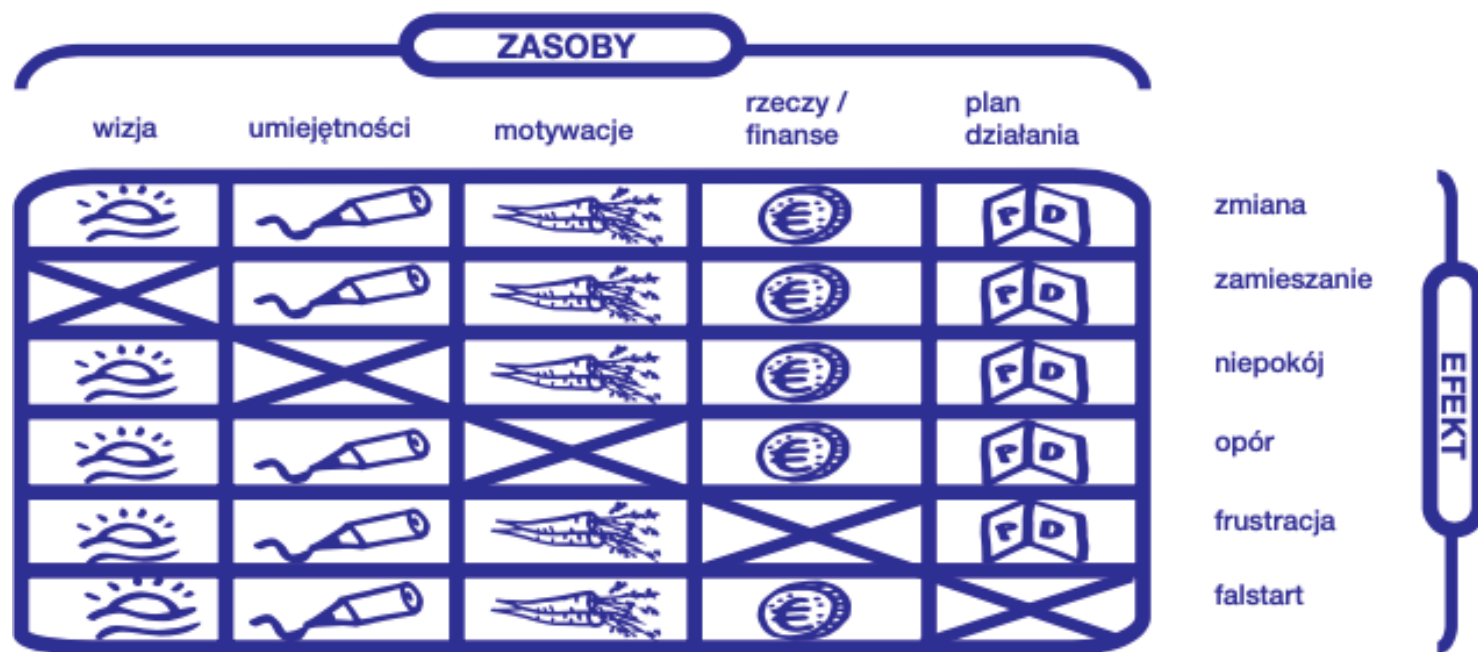 ZASOBY
wizja
umiejętności
motywacje
rzeczy /
finanse
plan
działania
€ P D
zmiana
€ P D
zamieszanie
€ P D
niepokój
€ P D
opór
P D
frustracja
€
falstart
EFEKT